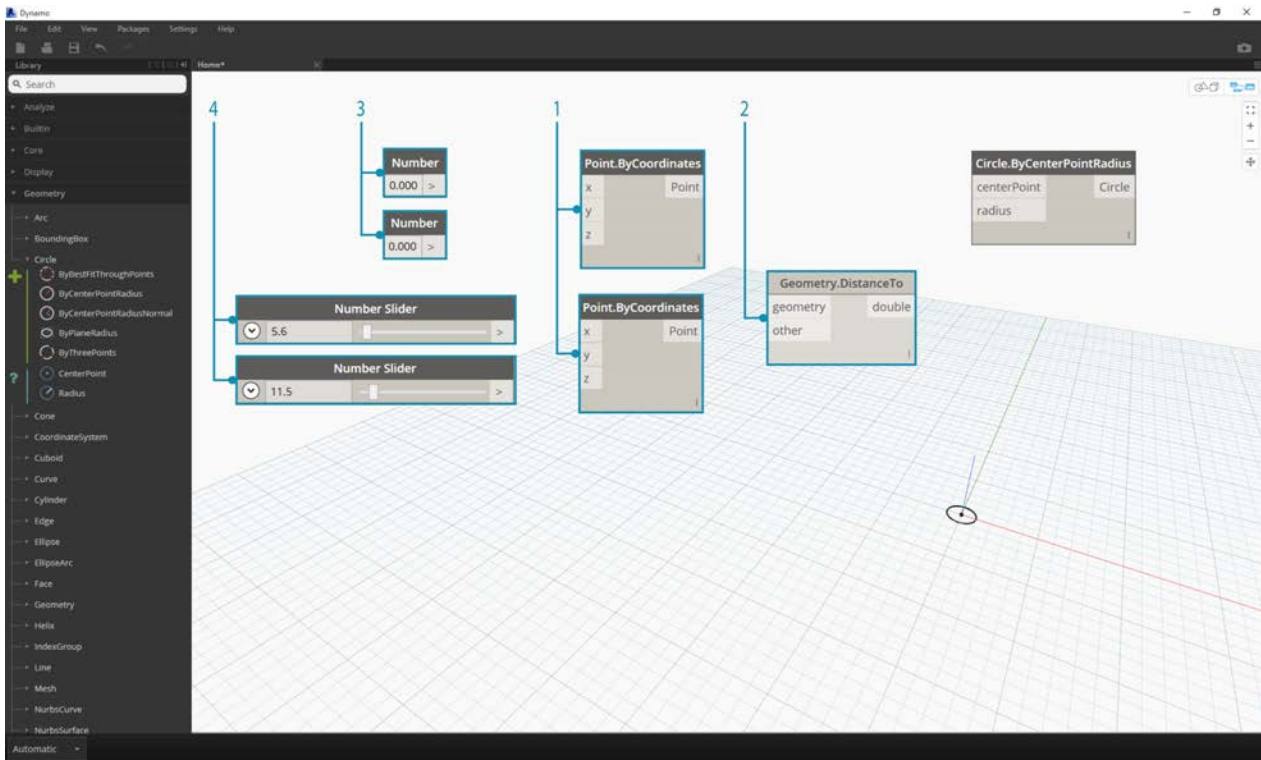 Dynamo
File Edit View Packages Settings Help
Library
Home*
Search
Analyze
BuiltIn
Core
Display
Geometry
Arc
BoundingBox
Circle
ByBestFitThroughPoints
ByCenterPointRadius
ByCenterPointRadiusNormal
ByPlaneRadius
ByThreePoints
?
CenterPoint
Radius
Cone
CoordinateSystem
Cuboid
Curve
Cylinder
Edge
Ellipse
EllipseArc
Face
Geometry
Helix
IndexGroup
Line
Mesh
NurbsCurve
NurbsSurface
Automatic
4 3 1 2
Number
0.000 >
Number
0.000 >
Number Slider
5.6 >
Number Slider
11.5 >
Point.ByCoordinates
x Point
y
z
Point.ByCoordinates
x Point
y
z
Geometry.DistanceTo
geometry double
other
Circle.ByCenterPointRadius
centerPoint Circle
radius